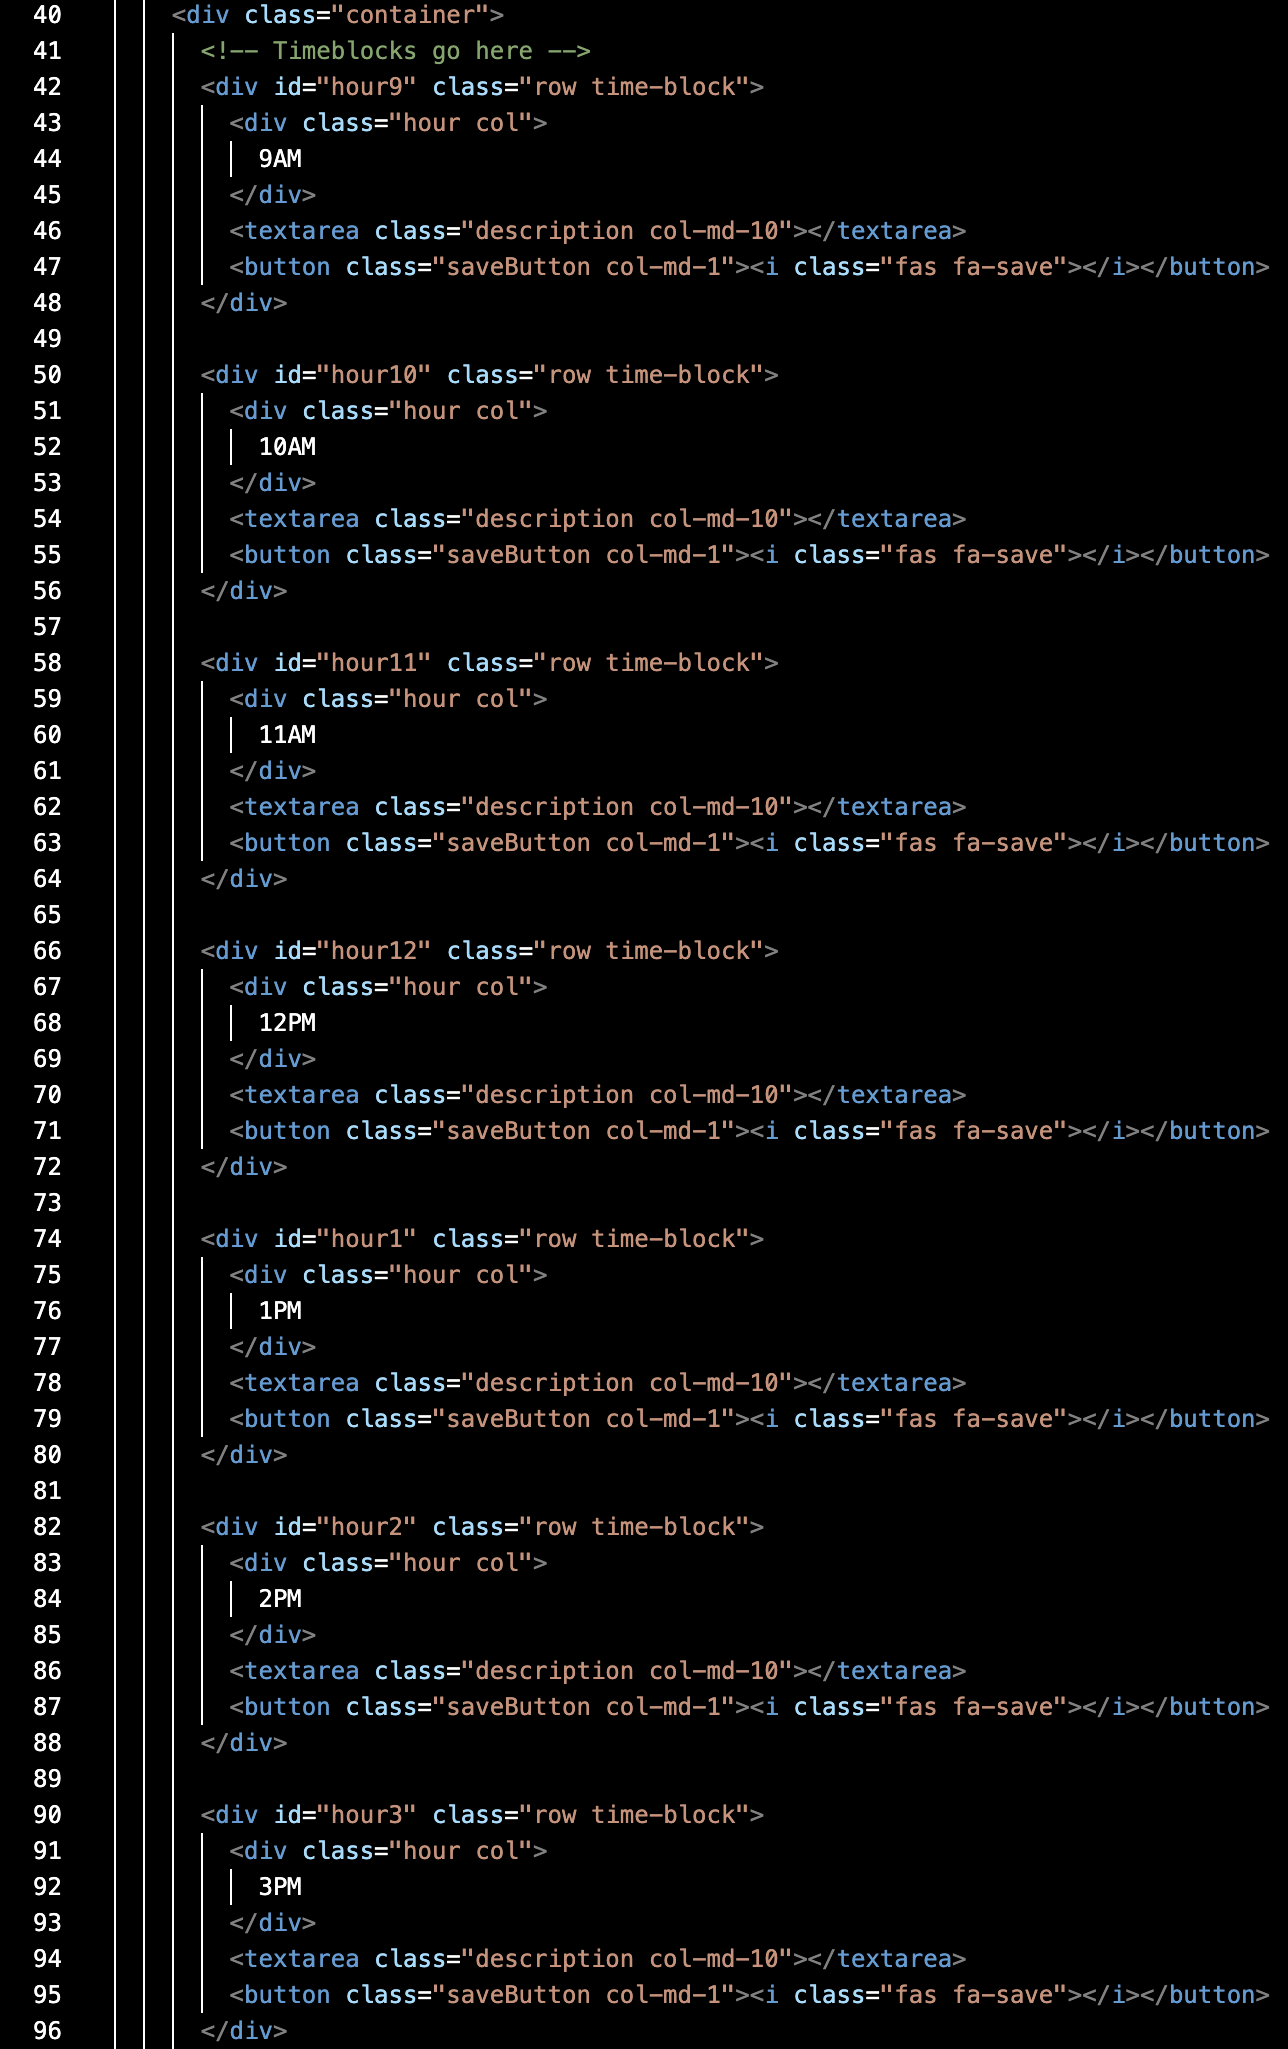 40 <div class="container">
41 <!-- Timeblocks go here -->
42 <div id="hour9" class="row time-block">
43 <div class="hour col">
44 9AM
45 </div>
46 <textarea class="description col-md-10"></textarea>
47 <button class="saveButton col-md-1"><i class="fas fa-save"></i></button>
48 </div>
49
50 <div id="hour10" class="row time-block">
51 <div class="hour col">
52 10AM
53 </div>
54 <textarea class="description col-md-10"></textarea>
55 <button class="saveButton col-md-1"><i class="fas fa-save"></i></button>
56 </div>
57
58 <div id="hour11" class="row time-block">
59 <div class="hour col">
60 11AM
61 </div>
62 <textarea class="description col-md-10"></textarea>
63 <button class="saveButton col-md-1"><i class="fas fa-save"></i></button>
64 </div>
65
66 <div id="hour12" class="row time-block">
67 <div class="hour col">
68 12PM
69 </div>
70 <textarea class="description col-md-10"></textarea>
71 <button class="saveButton col-md-1"><i class="fas fa-save"></i></button>
72 </div>
73
74 <div id="hour1" class="row time-block">
75 <div class="hour col">
76 1PM
77 </div>
78 <textarea class="description col-md-10"></textarea>
79 <button class="saveButton col-md-1"><i class="fas fa-save"></i></button>
80 </div>
81
82 <div id="hour2" class="row time-block">
83 <div class="hour col">
84 2PM
85 </div>
86 <textarea class="description col-md-10"></textarea>
87 <button class="saveButton col-md-1"><i class="fas fa-save"></i></button>
88 </div>
89
90 <div id="hour3" class="row time-block">
91 <div class="hour col">
92 3PM
93 </div>
94 <textarea class="description col-md-10"></textarea>
95 <button class="saveButton col-md-1"><i class="fas fa-save"></i></button>
96 </div>